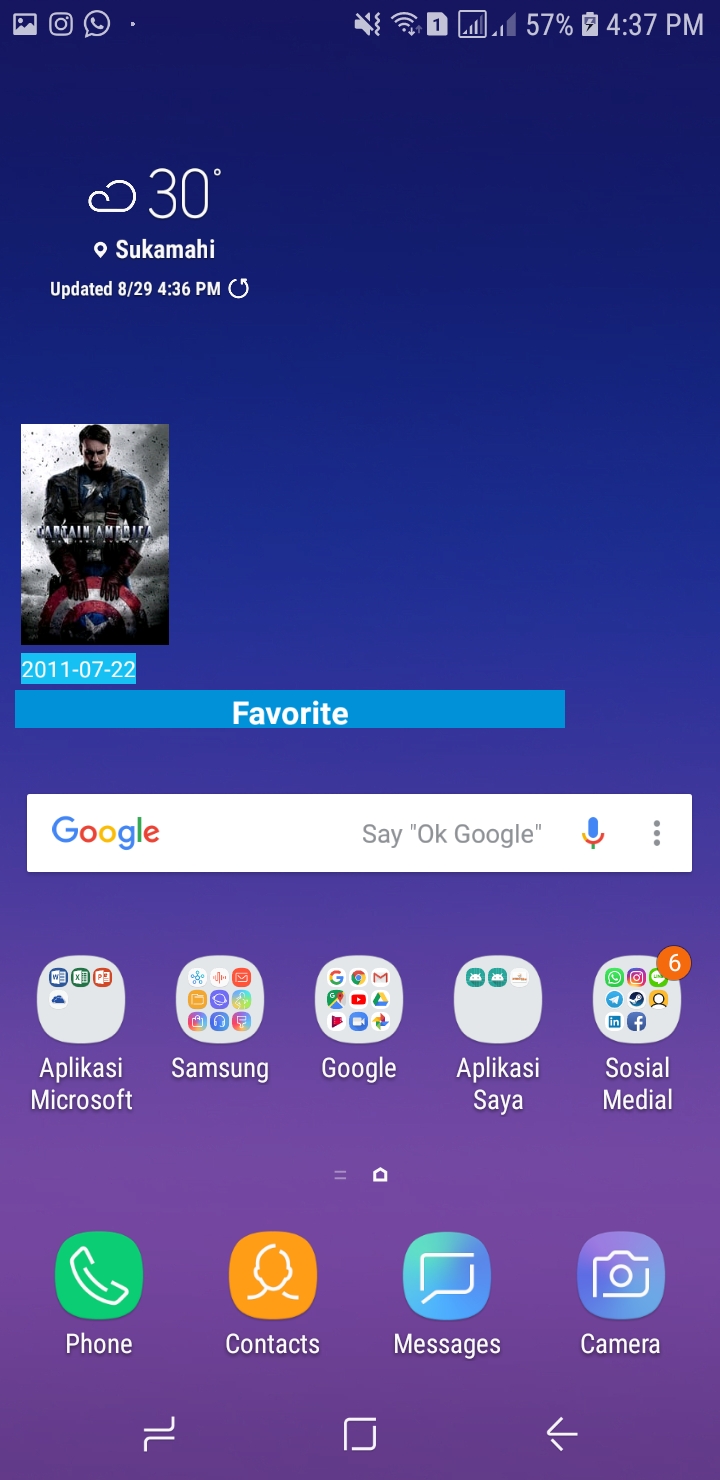 1 57% 4:37 PM
30°
Sukamahi
Updated 8/29 4:36 PM
CAPTAIN AMERICA
2011-07-22
Favorite
Google Say "Ok Google"
6
Aplikasi Microsoft
Samsung
Google
Aplikasi Saya
Sosial Medial
Phone
Contacts
Messages
Camera